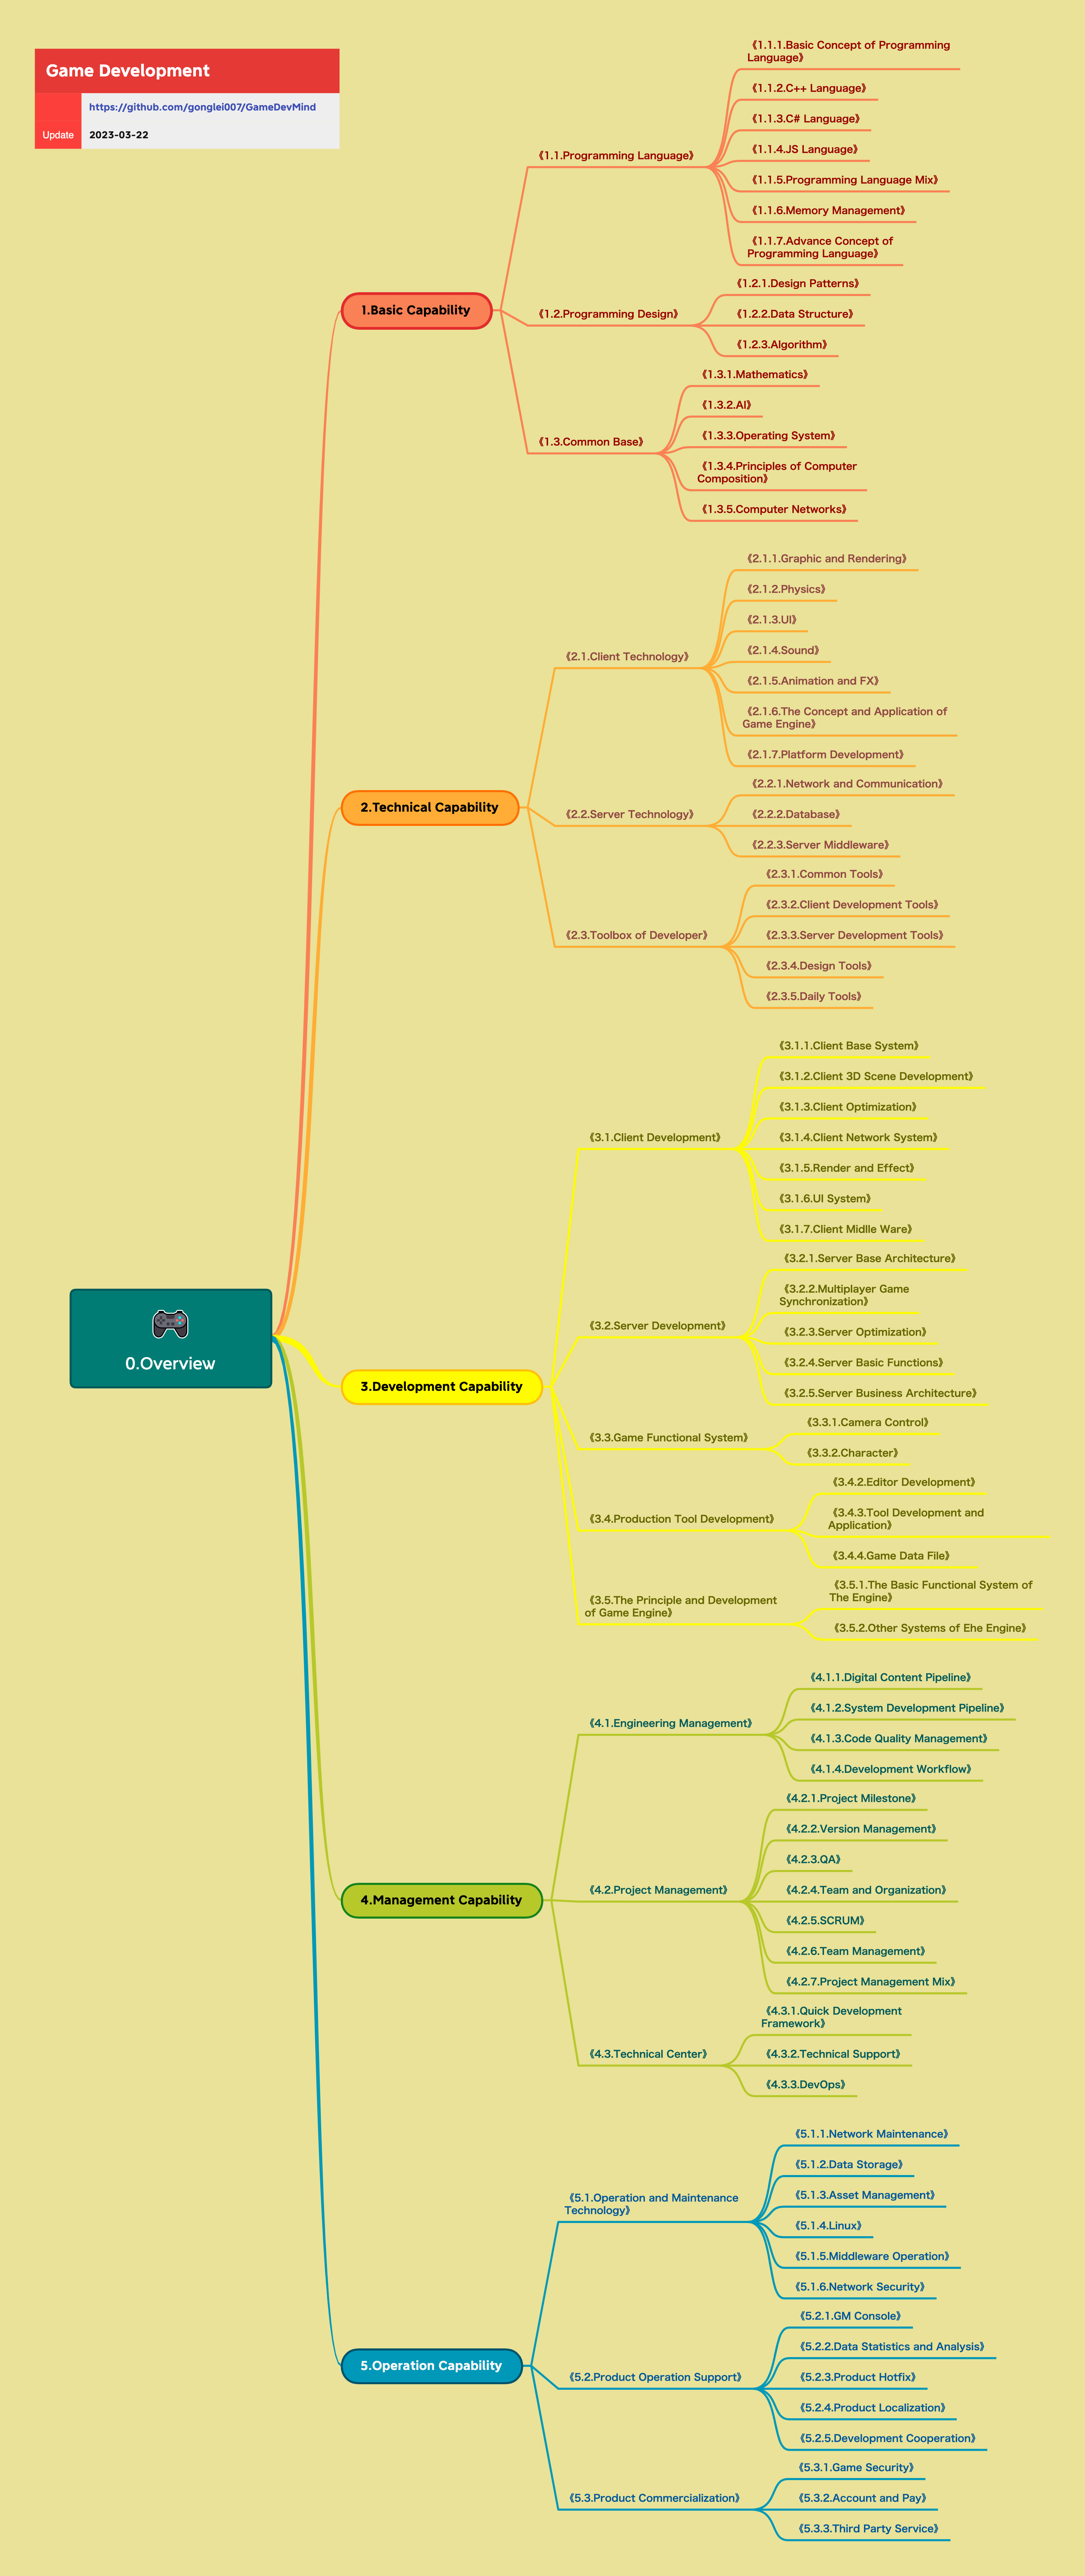 Game Development
https://github.com/gonglei007/GameDevMind
Update 2023-03-22
0.Overview
1.Basic Capability
《1.1.Programming Language》
《1.1.1.Basic Concept of Programming
Language》
《1.1.2.C++ Language》
《1.1.3.C# Language》
《1.1.4.JS Language》
《1.1.5.Programming Language Mix》
《1.1.6.Memory Management》
《1.1.7.Advance Concept of
Programming Language》
《1.2.Programming Design》
《1.2.1.Design Patterns》
《1.2.2.Data Structure》
《1.2.3.Algorithm》
《1.3.Common Base》
《1.3.1.Mathematics》
《1.3.2.AI》
《1.3.3.Operating System》
《1.3.4.Principles of Computer
Composition》
《1.3.5.Computer Networks》
2.Technical Capability
《2.1.Client Technology》
《2.1.1.Graphic and Rendering》
《2.1.2.Physics》
《2.1.3.UI》
《2.1.4.Sound》
《2.1.5.Animation and FX》
《2.1.6.The Concept and Application of
Game Engine》
《2.1.7.Platform Development》
《2.2.Server Technology》
《2.2.1.Network and Communication》
《2.2.2.Database》
《2.2.3.Server Middleware》
《2.3.Toolbox of Developer》
《2.3.1.Common Tools》
《2.3.2.Client Development Tools》
《2.3.3.Server Development Tools》
《2.3.4.Design Tools》
《2.3.5.Daily Tools》
3.Development Capability
《3.1.Client Development》
《3.1.1.Client Base System》
《3.1.2.Client 3D Scene Development》
《3.1.3.Client Optimization》
《3.1.4.Client Network System》
《3.1.5.Render and Effect》
《3.1.6.UI System》
《3.1.7.Client Midlle Ware》
《3.2.Server Development》
《3.2.1.Server Base Architecture》
《3.2.2.Multiplayer Game
Synchronization》
《3.2.3.Server Optimization》
《3.2.4.Server Basic Functions》
《3.2.5.Server Business Architecture》
《3.3.Game Functional System》
《3.3.1.Camera Control》
《3.3.2.Character》
《3.4.Production Tool Development》
《3.4.2.Editor Development》
《3.4.3.Tool Development and
Application》
《3.4.4.Game Data File》
《3.5.The Principle and Development
of Game Engine》
《3.5.1.The Basic Functional System of
The Engine》
《3.5.2.Other Systems of Ehe Engine》
4.Management Capability
《4.1.Engineering Management》
《4.1.1.Digital Content Pipeline》
《4.1.2.System Development Pipeline》
《4.1.3.Code Quality Management》
《4.1.4.Development Workflow》
《4.2.Project Management》
《4.2.1.Project Milestone》
《4.2.2.Version Management》
《4.2.3.QA》
《4.2.4.Team and Organization》
《4.2.5.SCRUM》
《4.2.6.Team Management》
《4.2.7.Project Management Mix》
《4.3.Technical Center》
《4.3.1.Quick Development
Framework》
《4.3.2.Technical Support》
《4.3.3.DevOps》
5.Operation Capability
《5.1.Operation and Maintenance
Technology》
《5.1.1.Network Maintenance》
《5.1.2.Data Storage》
《5.1.3.Asset Management》
《5.1.4.Linux》
《5.1.5.Middleware Operation》
《5.1.6.Network Security》
《5.2.Product Operation Support》
《5.2.1.GM Console》
《5.2.2.Data Statistics and Analysis》
《5.2.3.Product Hotfix》
《5.2.4.Product Localization》
《5.2.5.Development Cooperation》
《5.3.Product Commercialization》
《5.3.1.Game Security》
《5.3.2.Account and Pay》
《5.3.3.Third Party Service》